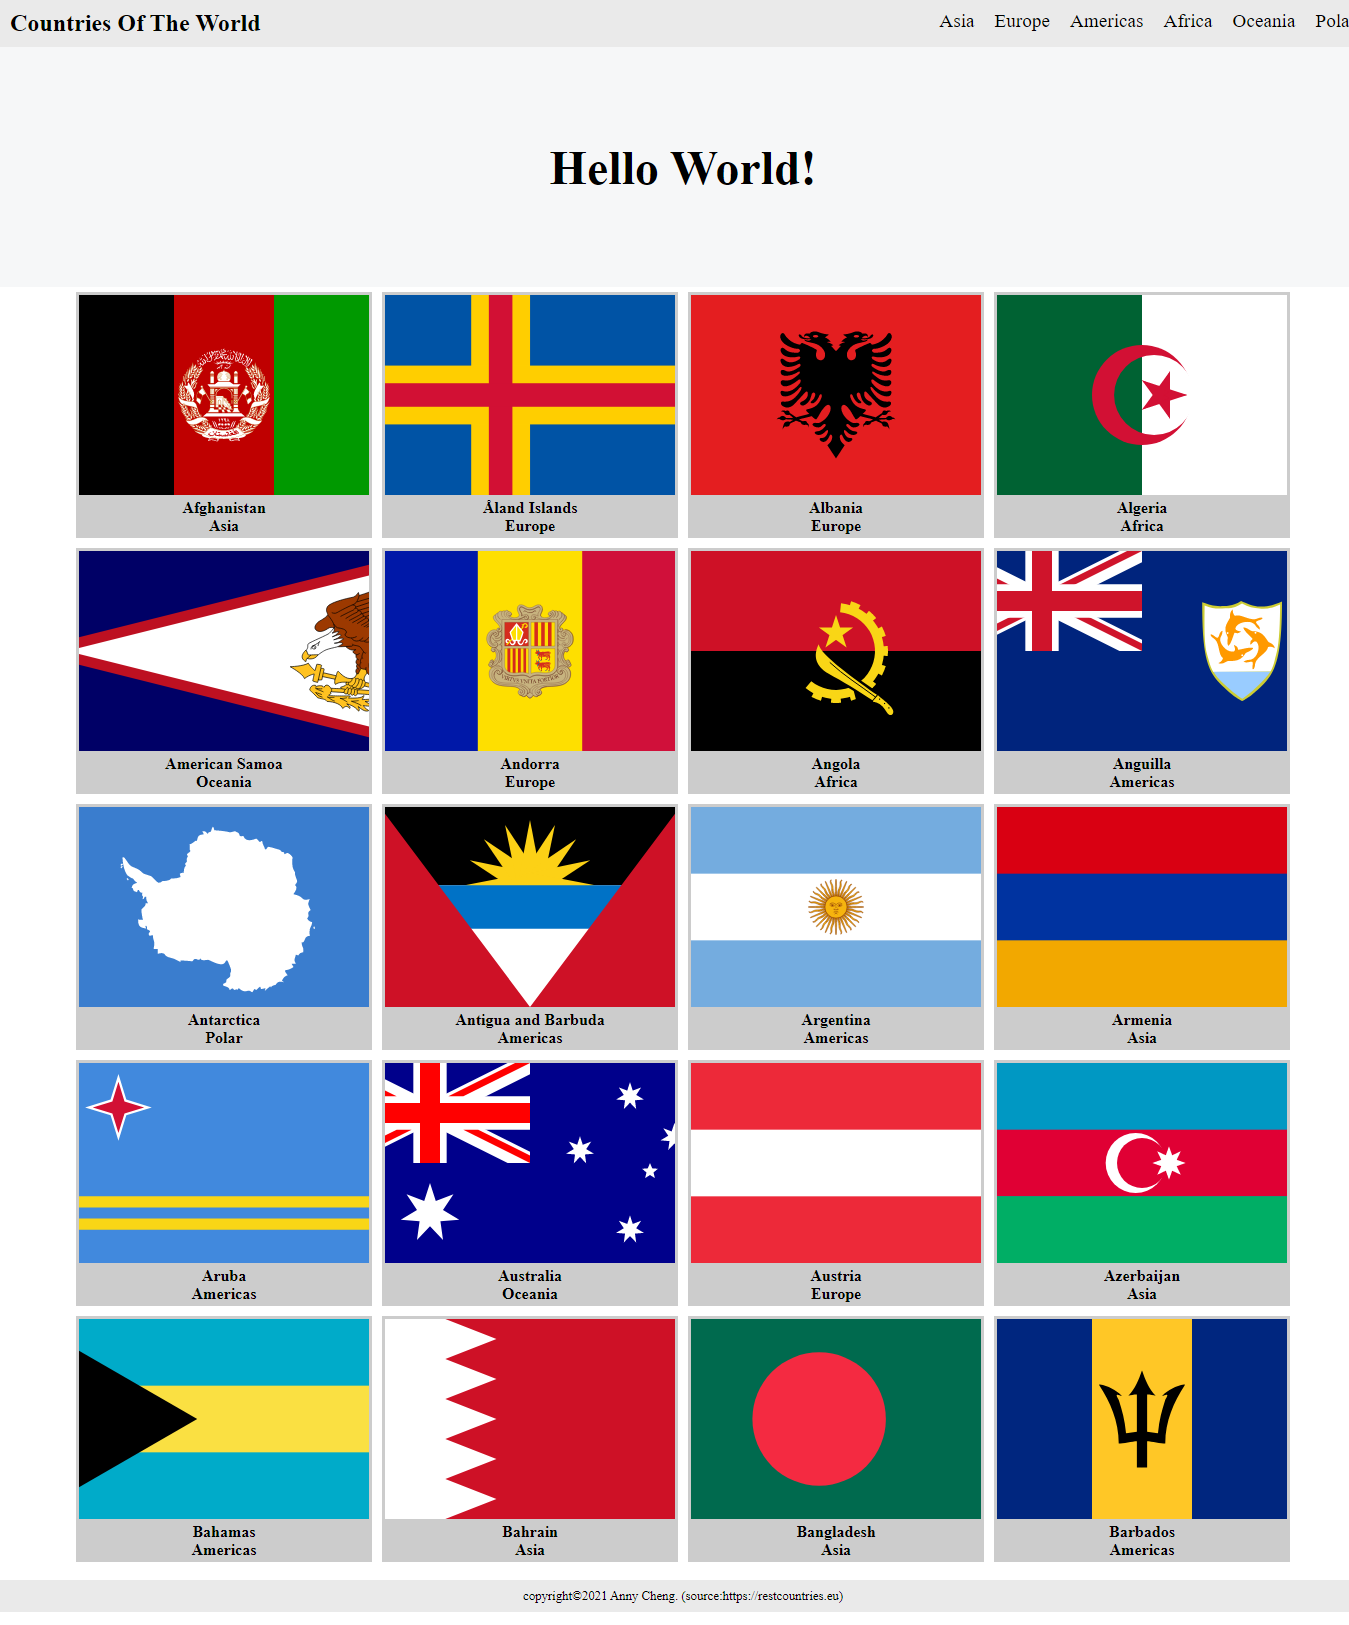 Countries Of The World
Asia Europe Americas Africa Oceania Pola
Hello World!
Afghanistan
Asia
Åland Islands
Europe
Albania
Europe
Algeria
Africa
American Samoa
Oceania
Andorra
Europe
Angola
Africa
Anguilla
Americas
Antarctica
Polar
Antigua and Barbuda
Americas
Argentina
Americas
Armenia
Asia
Aruba
Americas
Australia
Oceania
Austria
Europe
Azerbaijan
Asia
Bahamas
Americas
Bahrain
Asia
Bangladesh
Asia
Barbados
Americas
copyright©2021 Anny Cheng. (source:https://restcountries.eu)